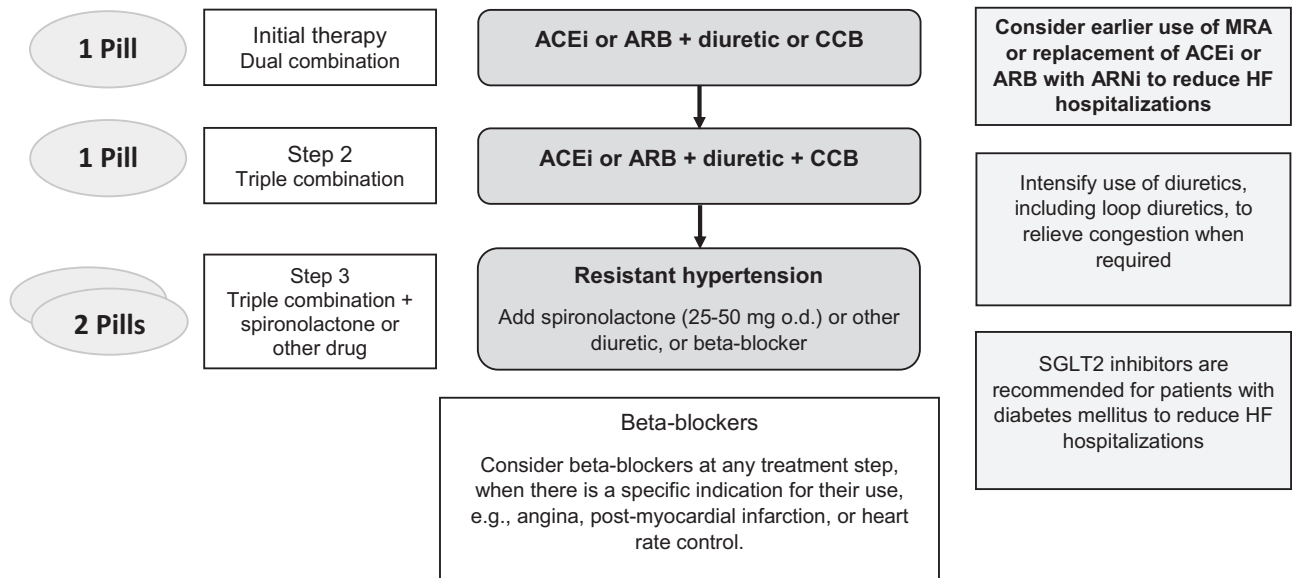 1 Pill
Initial therapy
Dual combination
ACEi or ARB + diuretic or CCB
Consider earlier use of MRA
or replacement of ACEi or
ARB with ARNi to reduce HF
hospitalizations
1 Pill
Step 2
Triple combination
ACEi or ARB + diuretic + CCB
Intensify use of diuretics,
including loop diuretics, to
relieve congestion when
required
2 Pills
Step 3
Triple combination +
spironolactone or
other drug
Resistant hypertension
Add spironolactone (25-50 mg o.d.) or other
diuretic, or beta-blocker
SGLT2 inhibitors are
recommended for patients with
diabetes mellitus to reduce HF
hospitalizations
Beta-blockers
Consider beta-blockers at any treatment step,
when there is a specific indication for their use,
e.g., angina, post-myocardial infarction, or heart
rate control.